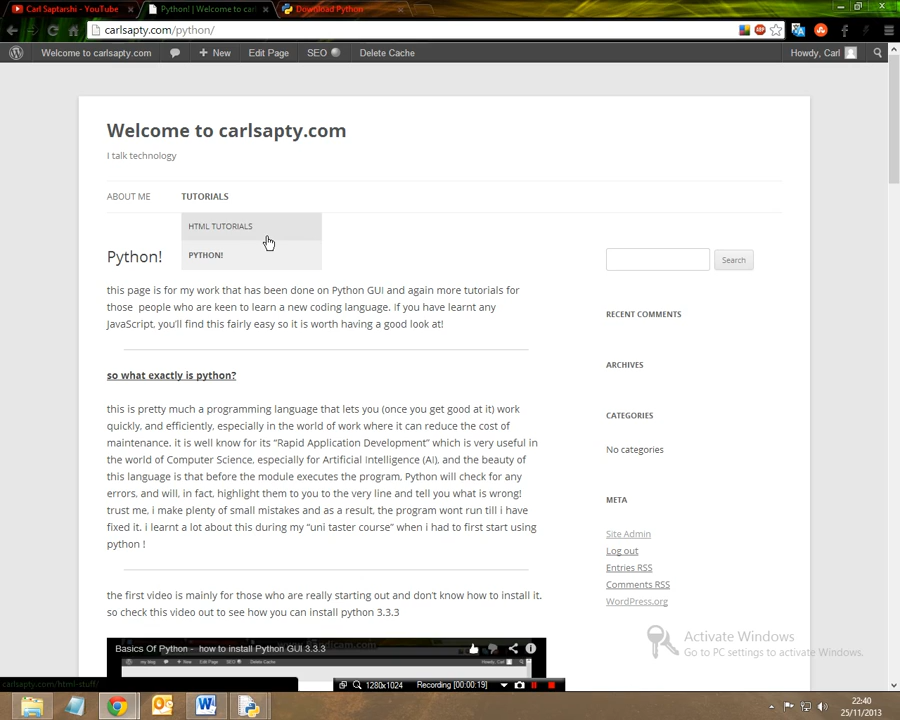 Carl Saptarshi - YouTube
Python! | Welcome to carls
Download Python
carlsapty.com/python/
Welcome to carlsapty.com
+ New
Edit Page
SEO
Delete Cache
Howdy, Carl
Welcome to carlsapty.com
I talk technology
ABOUT ME
TUTORIALS
HTML TUTORIALS
PYTHON!
Python!
this page is for my work that has been done on Python GUI and again more tutorials for
those people who are keen to learn a new coding language. If you have learnt any
JavaScript, you'll find this fairly easy so it is worth having a good look at!
so what exactly is python?
this is pretty much a programming language that lets you (once you get good at it) work
quickly, and efficiently, especially in the world of work where it can reduce the cost of
maintenance. it is well know for its “Rapid Application Development” which is very useful in
the world of Computer Science, especially for Artificial Intelligence (AI), and the beauty of
this language is that before the module executes the program, Python will check for any
errors, and will, in fact, highlight them to you to the very line and tell you what is wrong!
trust me, i make plenty of small mistakes and as a result, the program wont run till i have
fixed it. i learnt a lot about this during my “uni taster course” when i had to first start using
python !
the first video is mainly for those who are really starting out and don't know how to install it.
so check this video out to see how you can install python 3.3.3
Basics Of Python - how to install Python GUI 3.3.3
Search
RECENT COMMENTS
ARCHIVES
CATEGORIES
No categories
META
Site Admin
Log out
Entries RSS
Comments RSS
WordPress.org
Activate Windows
Go to PC settings to activate Windows.
carlsapty.com/html-stuff/
1280x1024
Recording [00:00:19]
22:40
25/11/2013